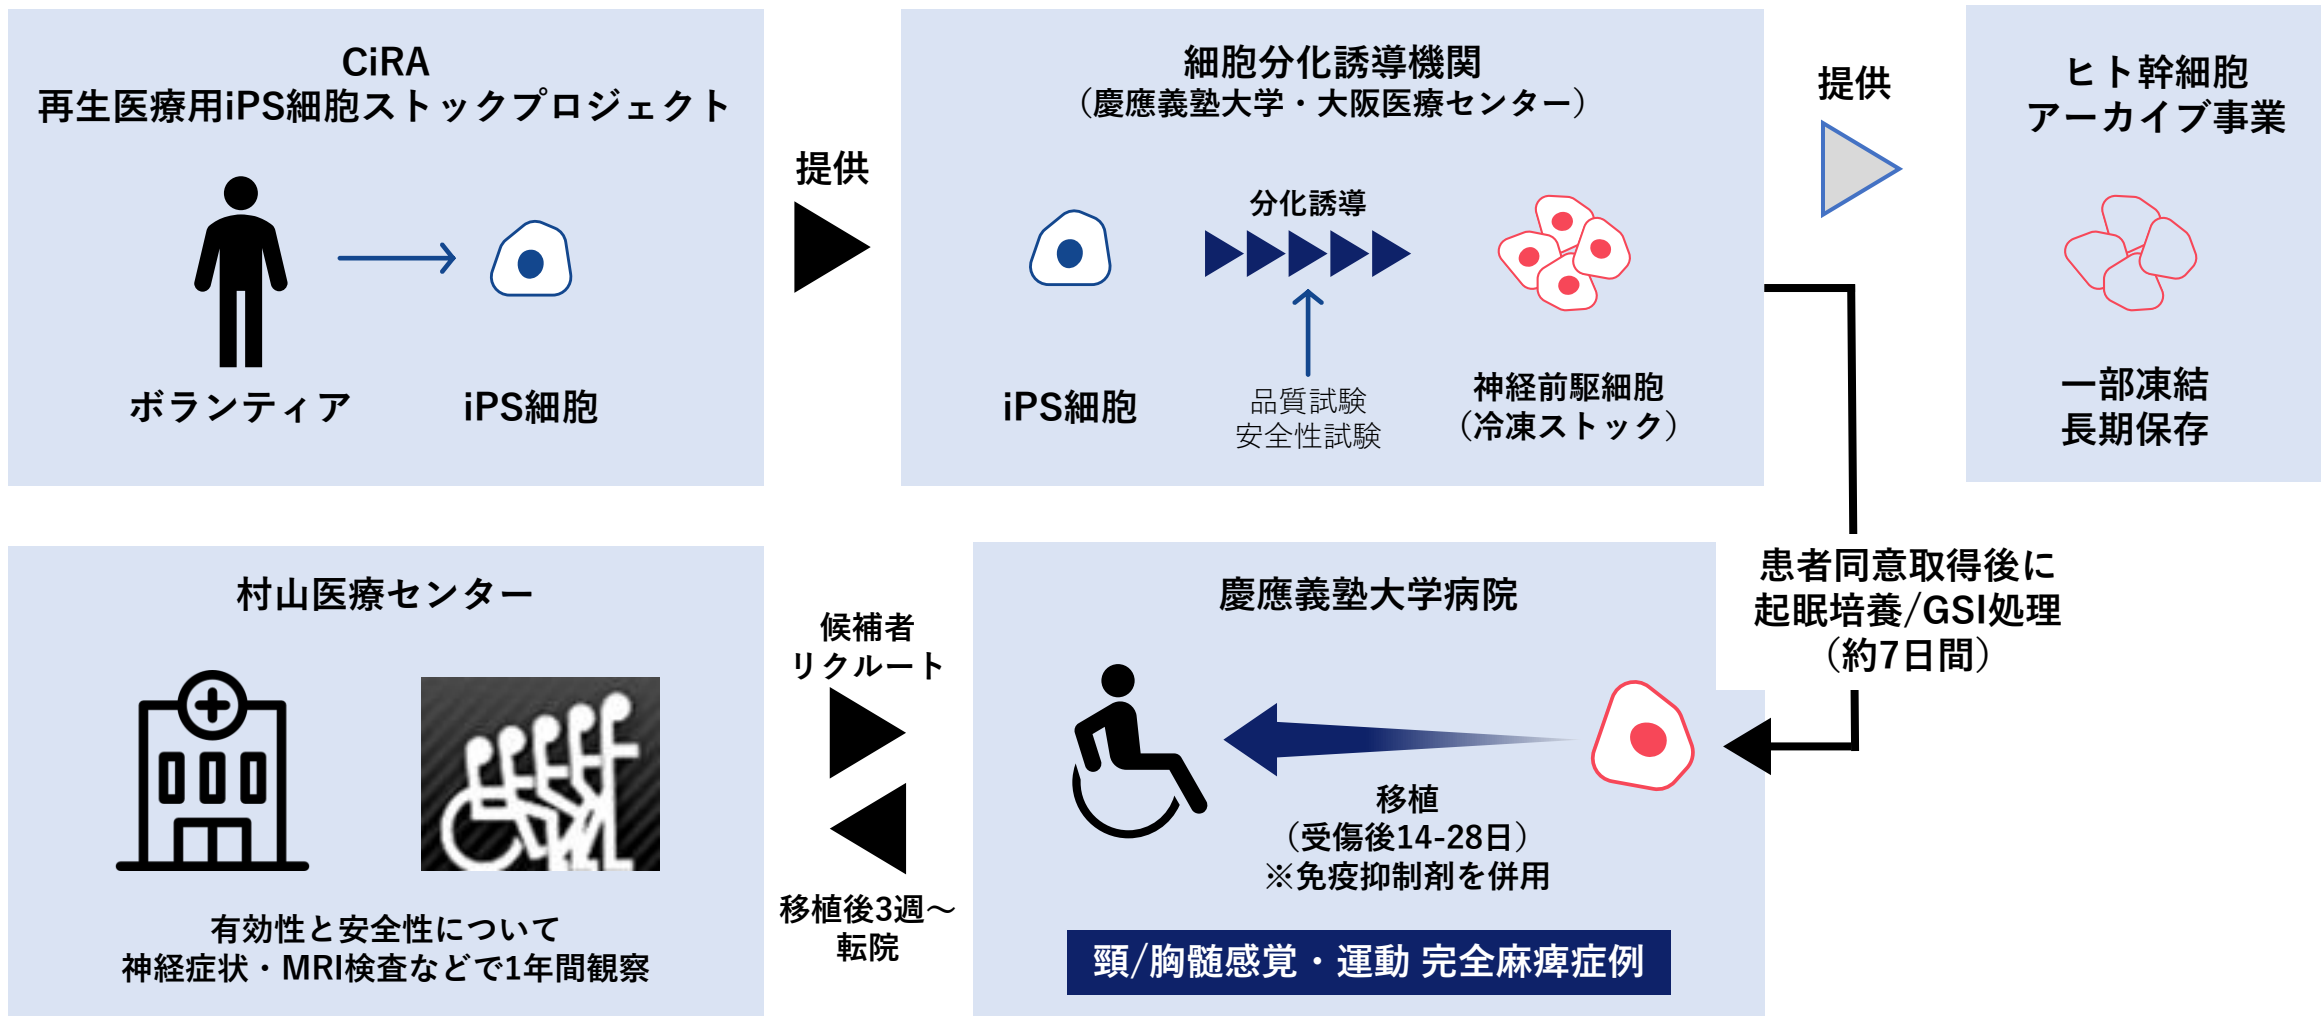 CiRA
再生医療用iPS細胞ストックプロジェクト
ボランティア
iPS細胞
提供
細胞分化誘導機関
（慶應義塾大学・大阪医療センター）
分化誘導
iPS細胞
品質試験
安全性試験
神経前駆細胞
（冷凍ストック）
提供
ヒト幹細胞
アーカイブ事業
一部凍結
長期保存
患者同意取得後に
起眠培養/GSI処理
（約7日間）
村山医療センター
有効性と安全性について
神経症状・MRI検査などで1年間観察
候補者
リクルート
移植後3週～
転院
慶應義塾大学病院
移植
（受傷後14-28日）
※免疫抑制剤を併用
頸/胸髄感覚・運動 完全麻痺症例